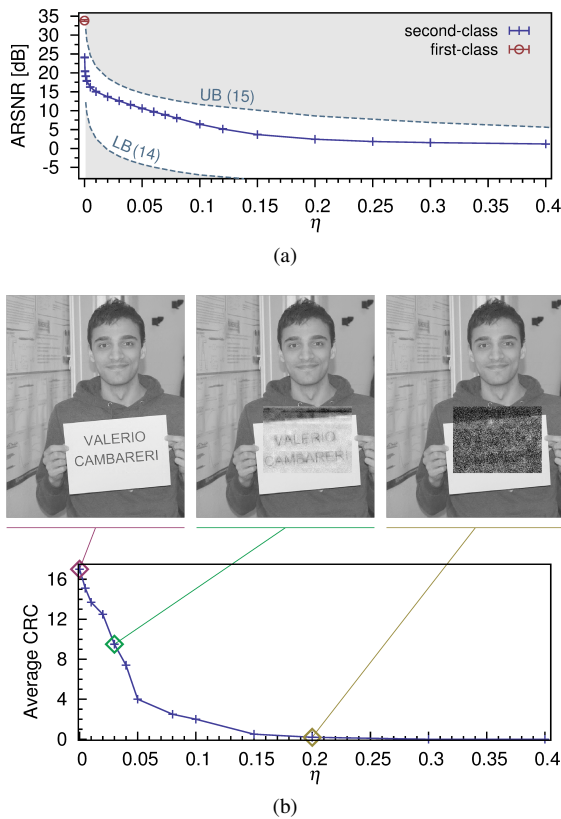 35
30
25
20
15
10
5
0
-5
ARSNR [dB]
second-class
first-class
UB (15)
LB (14)
0 0.05 0.1 0.15 0.2 0.25 0.3 0.35 0.4
η
(a)
VALERIO
CAMBARERI
VALERIO
CAMBARERI
16
12
8
4
0
Average CRC
0 0.05 0.1 0.15 0.2 0.25 0.3 0.35 0.4
η
(b)